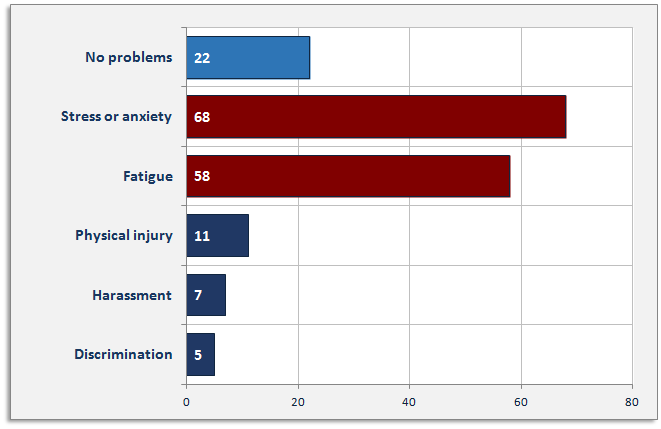 No problems 22
Stress or anxiety 68
Fatigue 58
Physical injury 11
Harassment 7
Discrimination 5
0 20 40 60 80